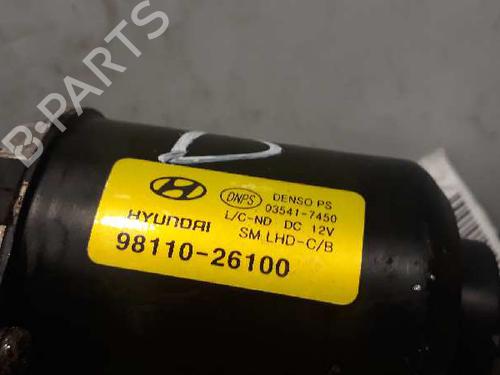 B-PARTS
HYUNDAI
98110-26100
DNPS
DENSO PS
93541-7450
L/C-ND DC 12V
SM LHD-C/B